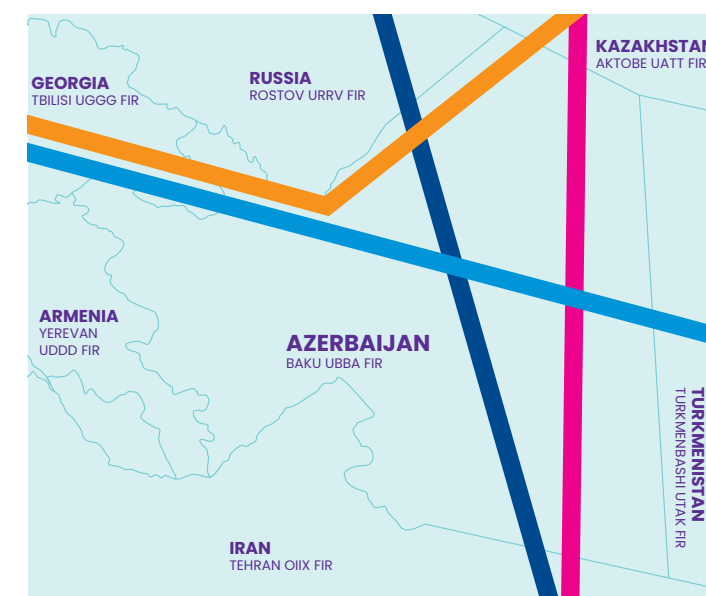 GEORGIA
TBILISI UGGG FIR
RUSSIA
ROSTOV URRV FIR
KAZAKHSTAN
AKTOBE UATT FIR
ARMENIA
YEREVAN
UDDD FIR
AZERBAIJAN
BAKU UBBA FIR
TURKMENISTAN
TURKMENBASHI UTAK FIR
IRAN
TEHRAN OIIX FIR